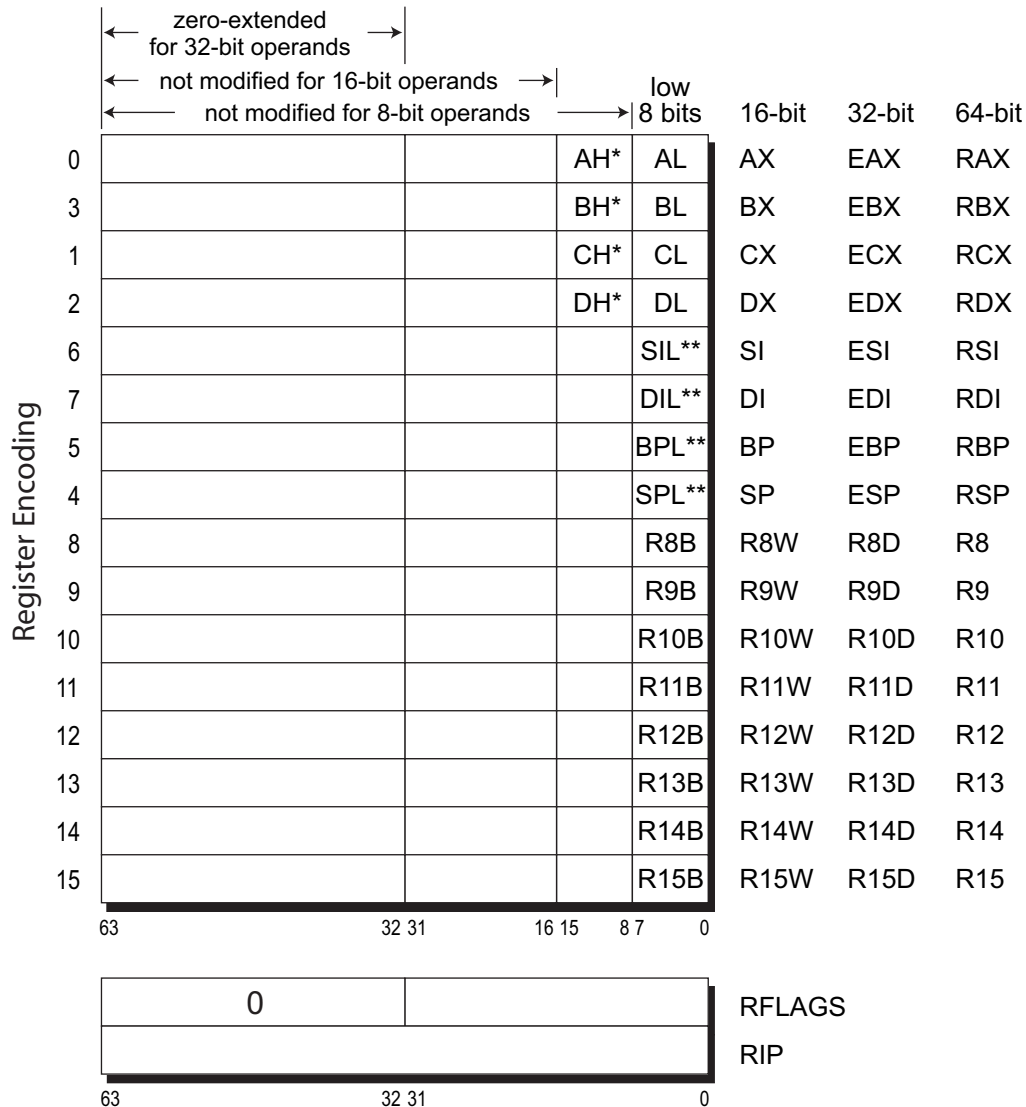 zero-extended
for 32-bit operands
not modified for 16-bit operands
not modified for 8-bit operands
low
8 bits 16-bit 32-bit 64-bit
Register Encoding
0 AH* AL AX EAX RAX
3 BH* BL BX EBX RBX
1 CH* CL CX ECX RCX
2 DH* DL DX EDX RDX
6 SIL** SI ESI RSI
7 DIL** DI EDI RDI
5 BPL** BP EBP RBP
4 SPL** SP ESP RSP
8 R8B R8W R8D R8
9 R9B R9W R9D R9
10 R10B R10W R10D R10
11 R11B R11W R11D R11
12 R12B R12W R12D R12
13 R13B R13W R13D R13
14 R14B R14W R14D R14
15 R15B R15W R15D R15
63 32 31 16 15 8 7 0
0 RFLAGS
RIP
63 32 31 0